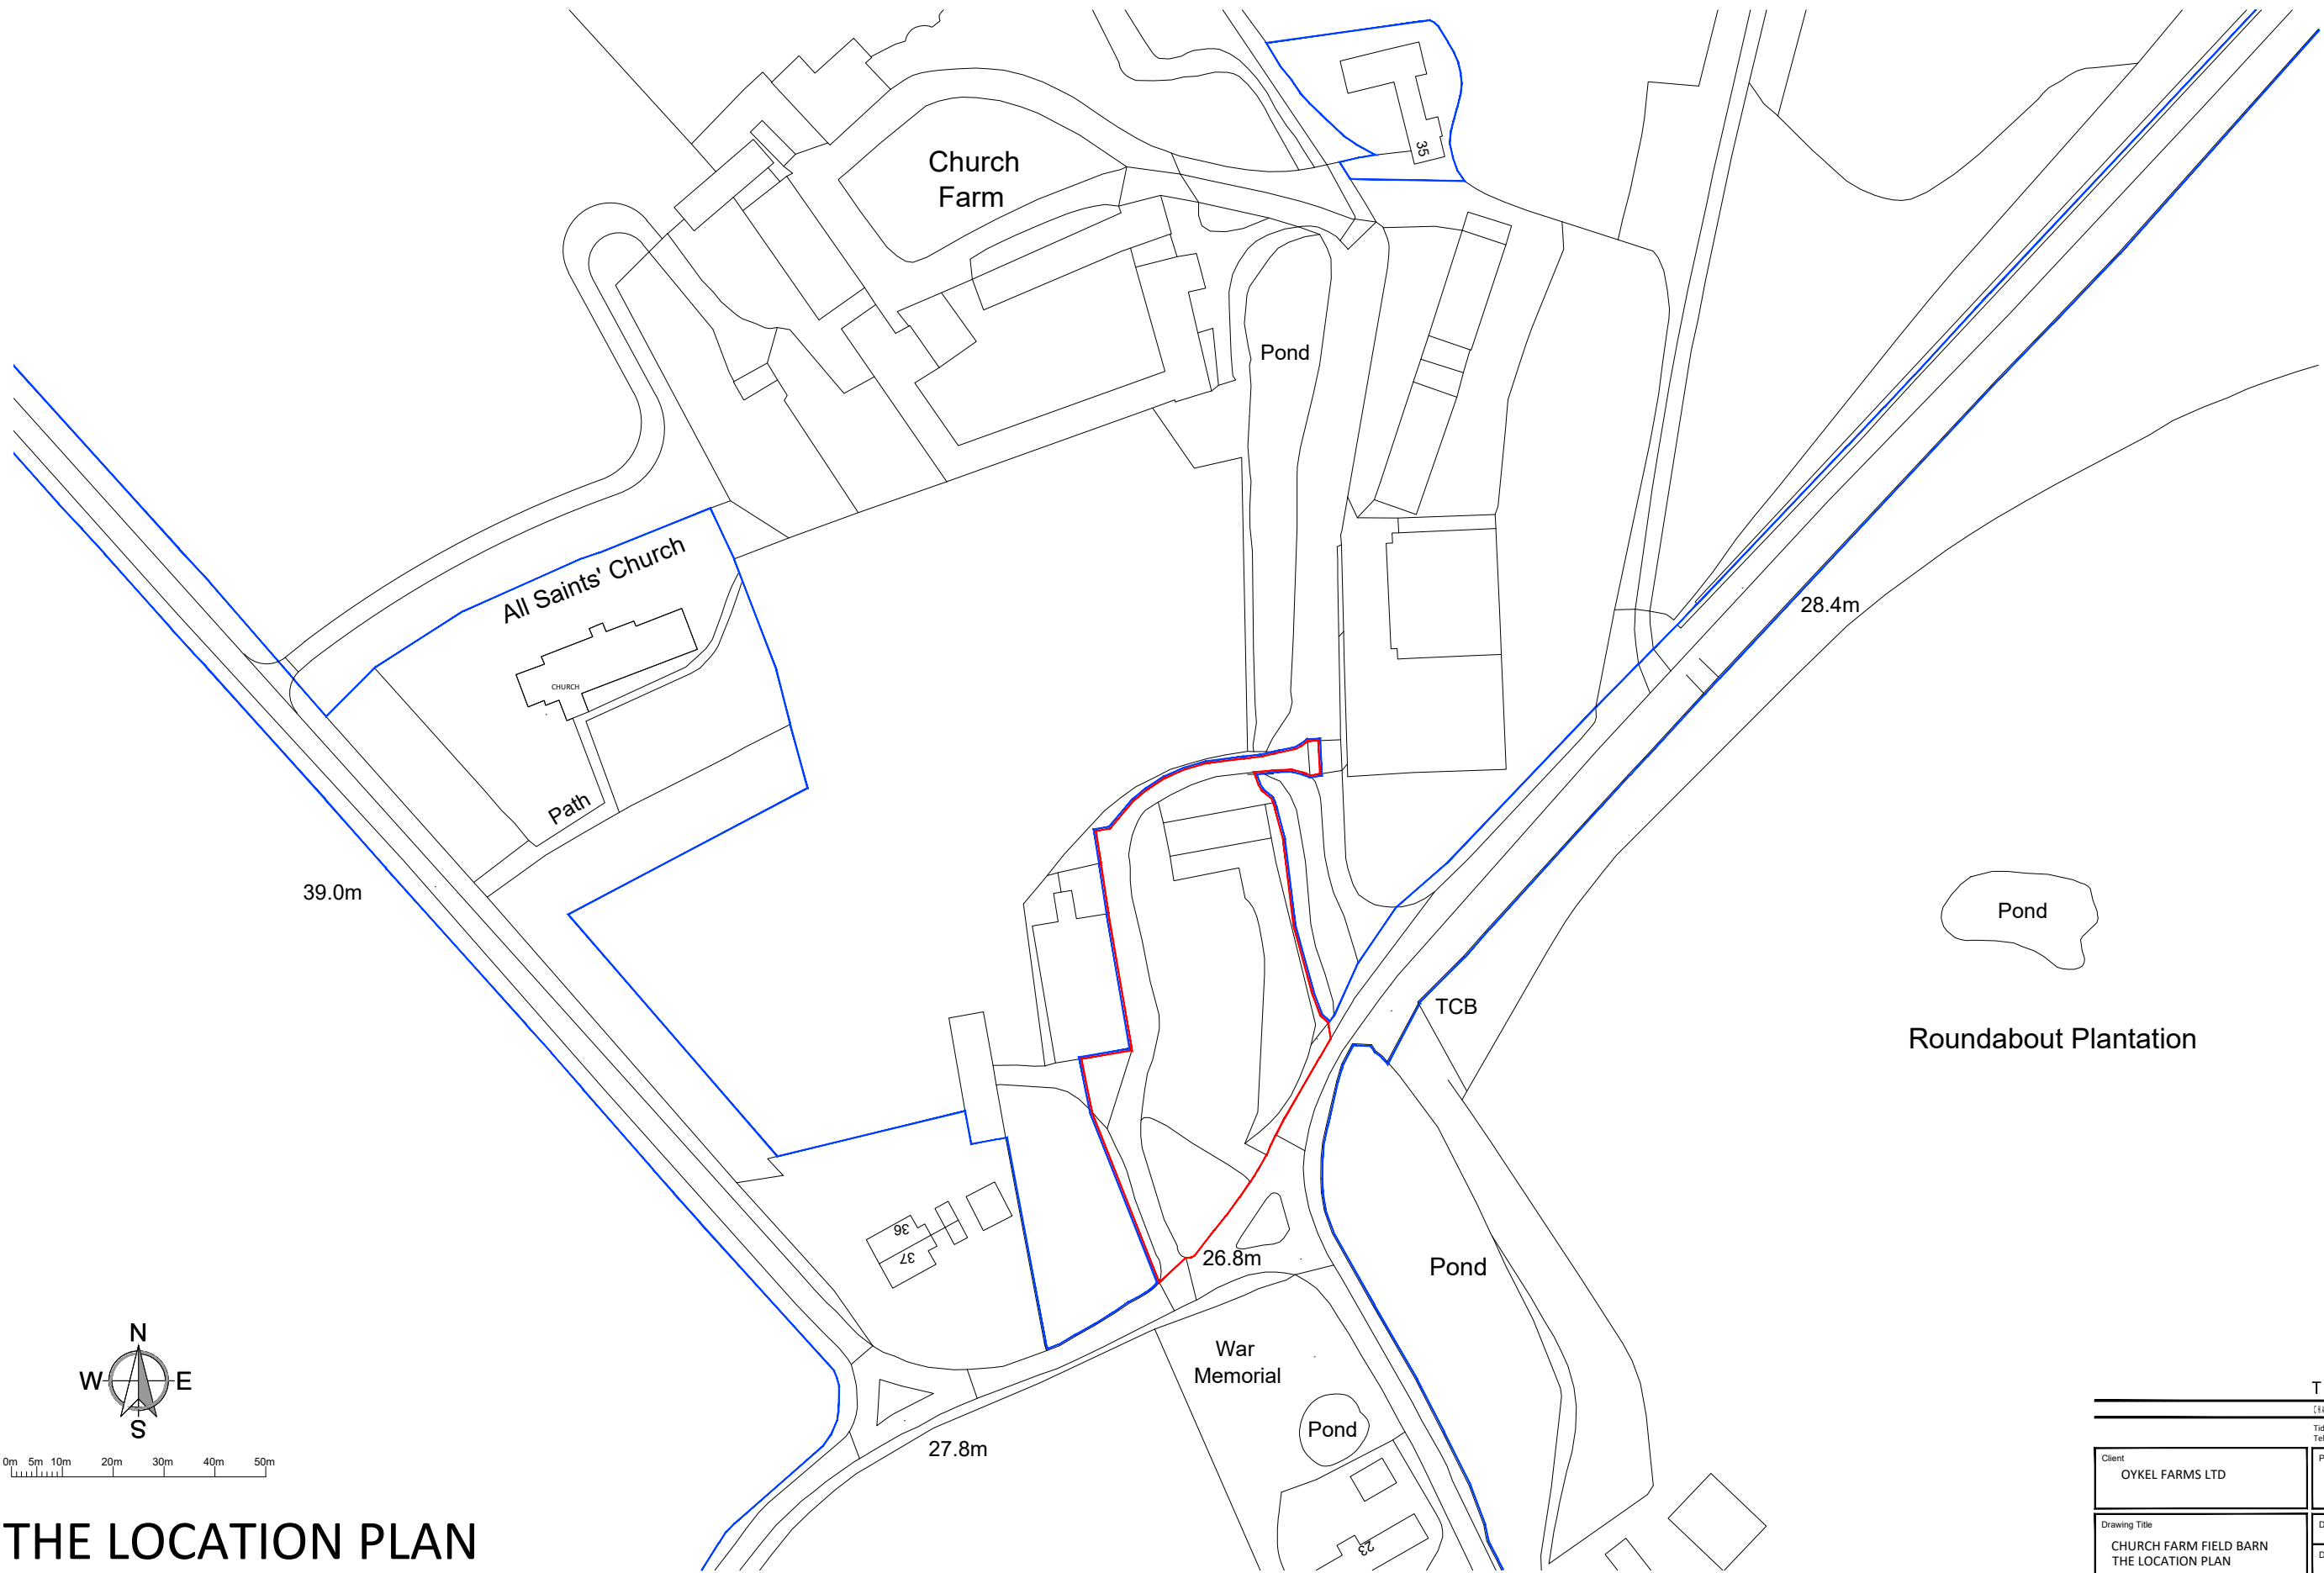 Church
Farm
35
Pond
All Saints' Church
CHURCH
Path
28.4m
39.0m
Pond
TCB
Roundabout Plantation
36
37
26.8m
Pond
War
Memorial
Pond
27.8m
23
N
W E
S
0m 5m 10m 20m 30m 40m 50m
THE LOCATION PLAN
T
Tel
Client
OYKEL FARMS LTD
P
Drawing Title
CHURCH FARM FIELD BARN
THE LOCATION PLAN
D
D